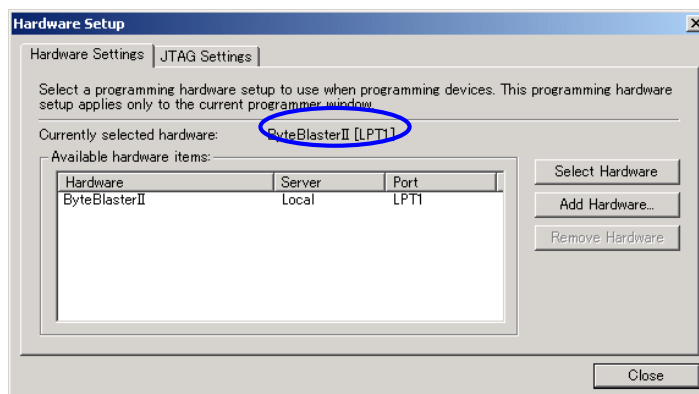 Hardware Setup
Hardware Settings
JTAG Settings
Select a programming hardware setup to use when programming devices. This programming hardware
setup applies only to the current programmer window.
Currently selected hardware: ByteBlasterII [LPT1]
Available hardware items:
Hardware Server Port
ByteBlasterII Local LPT1
Select Hardware
Add Hardware...
Remove Hardware
Close